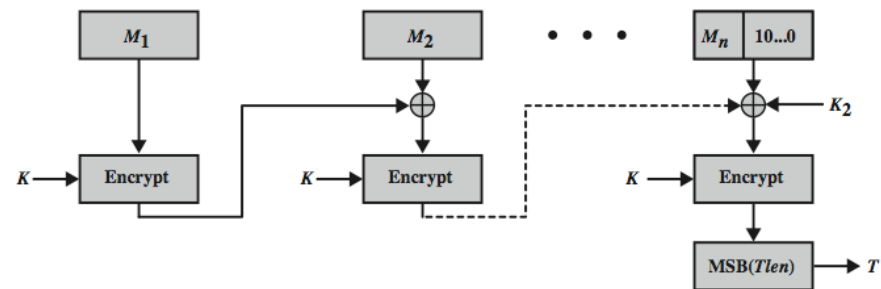 M1 M2 Mn 10...0
K2
K Encrypt K Encrypt K Encrypt
MSB(Tlen) T